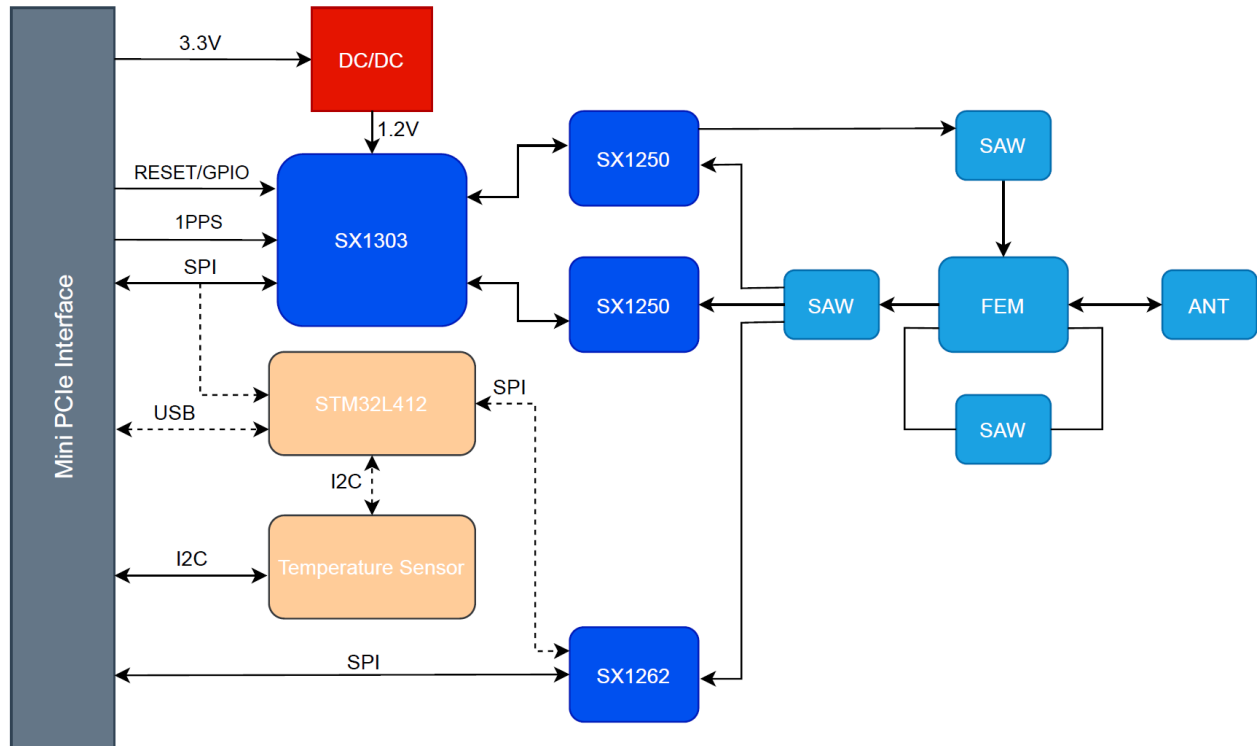 Mini PCIe Interface
3.3V
DC/DC
1.2V
RESET/GPIO
1PPS
SPI
SX1303
SX1250
SAW
SX1250
SAW
FEM
ANT
SAW
STM32L412
SPI
USB
I2C
Temperature Sensor
I2C
SPI
SX1262